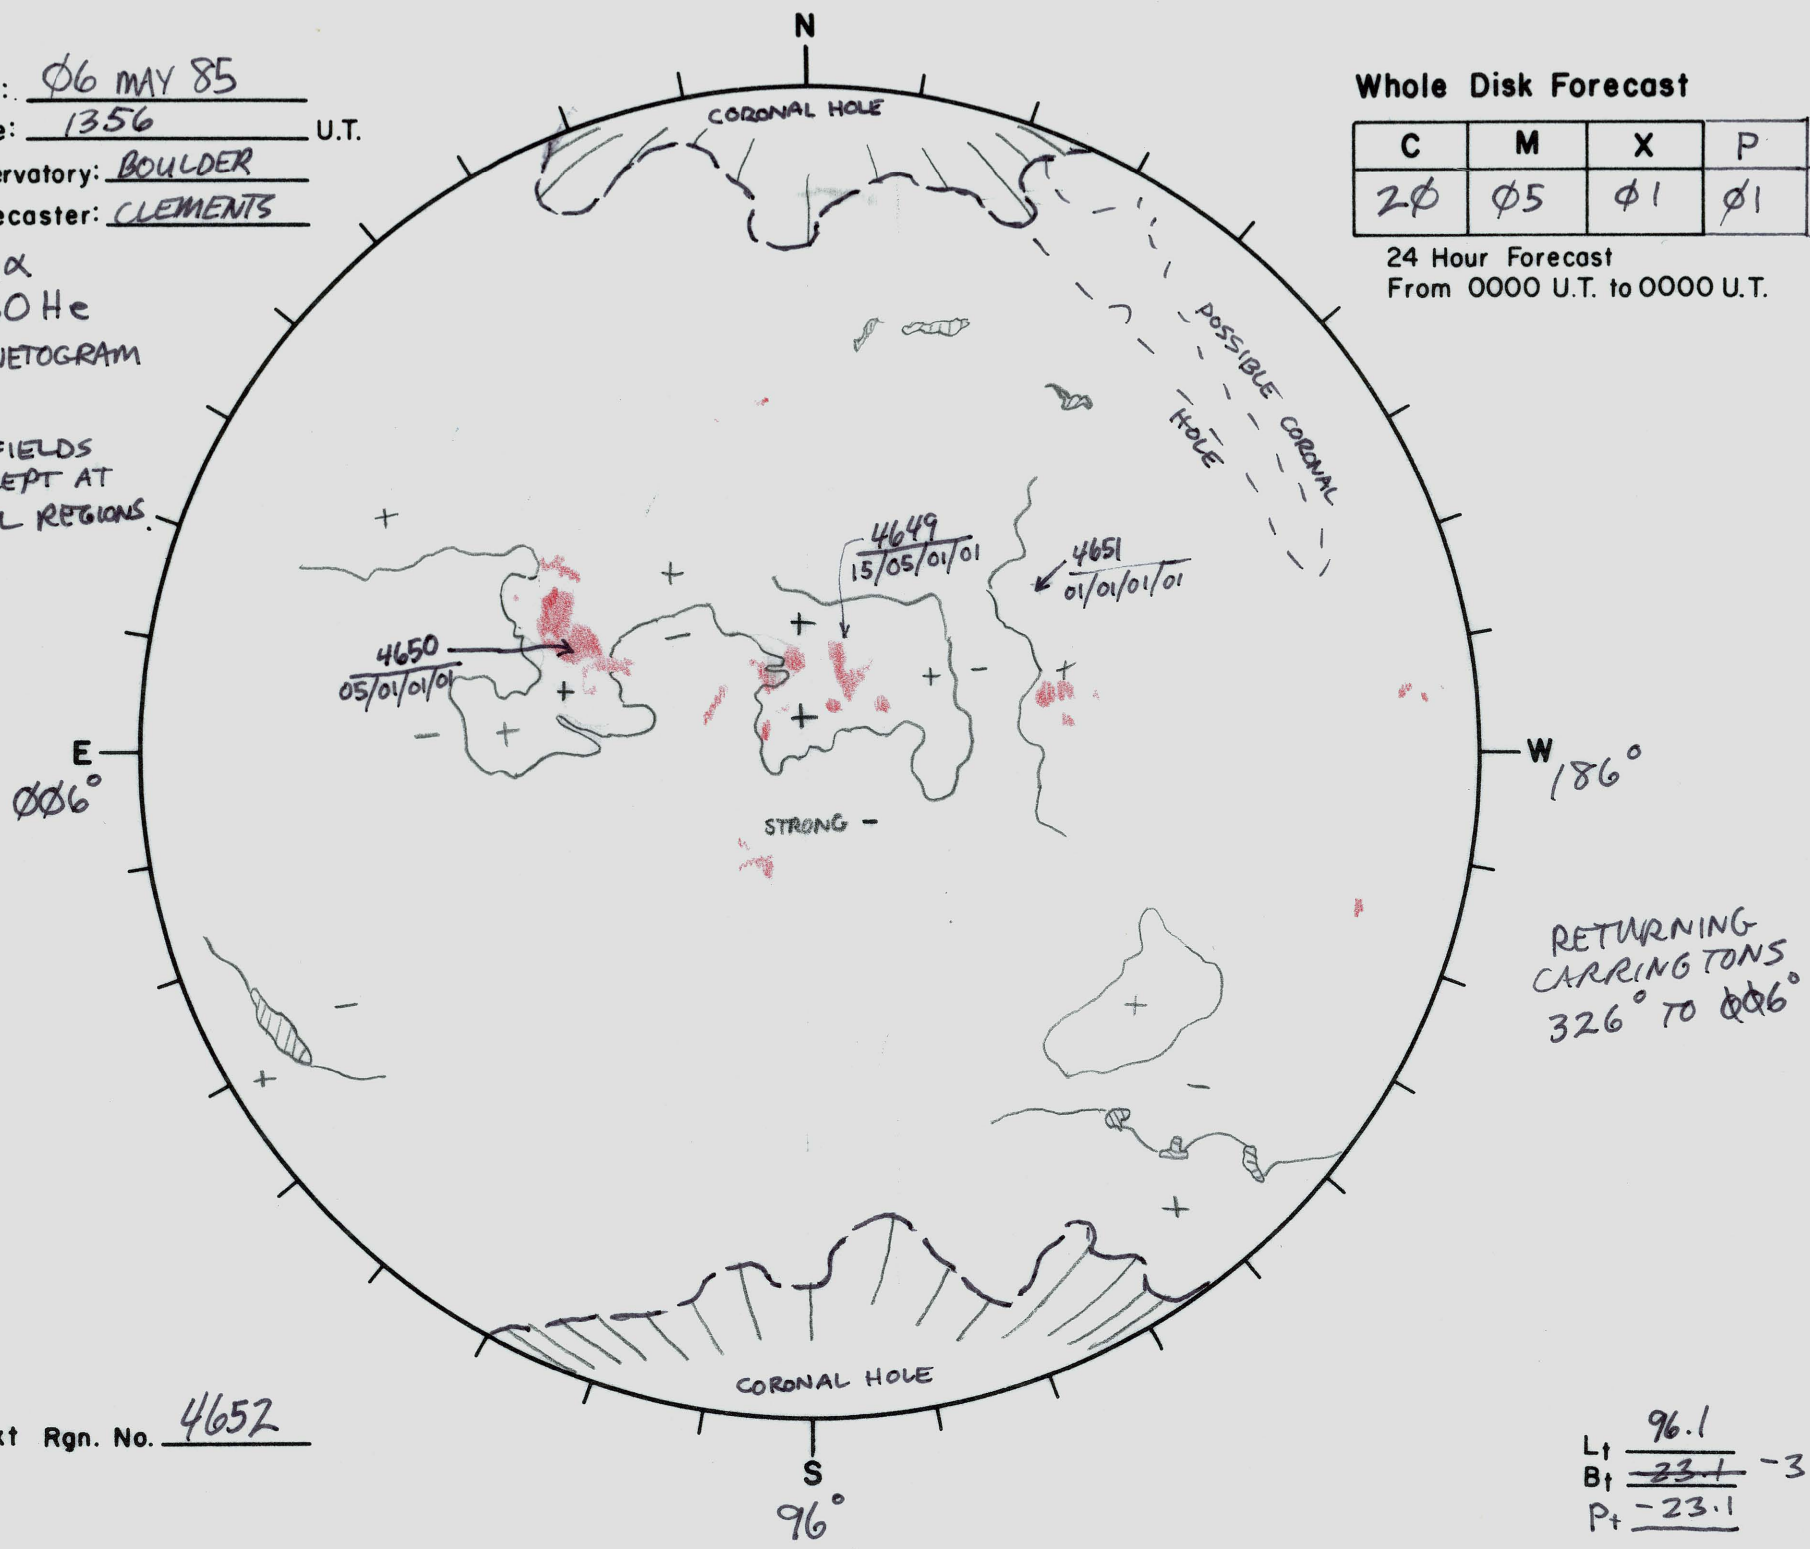 N
: Ø6 MAY 85
e: 1356 U.T.
rvatory: BOULDER
ecaster: CLEMENTS
α
0 He
NETOGRAM
FIELDS
EPT AT
L REGIONS.
Whole Disk Forecast
C M X P
2Ø Ø5 Ø1 Ø1
24 Hour Forecast
From 0000 U.T. to 0000 U.T.
CORONAL HOLE
POSSIBLE CORONAL
HOLE
+
4649
15/05/01/01
4651
01/01/01/01
+
+
−
4650
05/01/01/01
+
+ − +
− +
+
E
ØØ6°
W
186°
STRONG −
RETURNING
CARRINGTONS
326° TO ØØ6°
−
+
+
−
+
CORONAL HOLE
xt Rgn. No. 4652
S
96°
Lt 96.1
Bt -23.1 -3
Pt -23.1